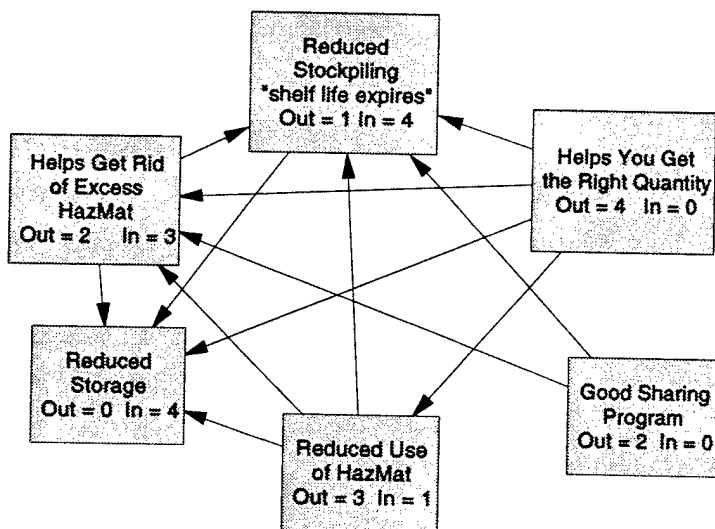 Reduced
Stockpiling
"shelf life expires"
Out = 1 In = 4
Helps Get Rid
of Excess
HazMat
Out = 2 In = 3
Helps You Get
the Right Quantity
Out = 4 In = 0
Reduced
Storage
Out = 0 In = 4
Good Sharing
Program
Out = 2 In = 0
Reduced Use
of HazMat
Out = 3 In = 1